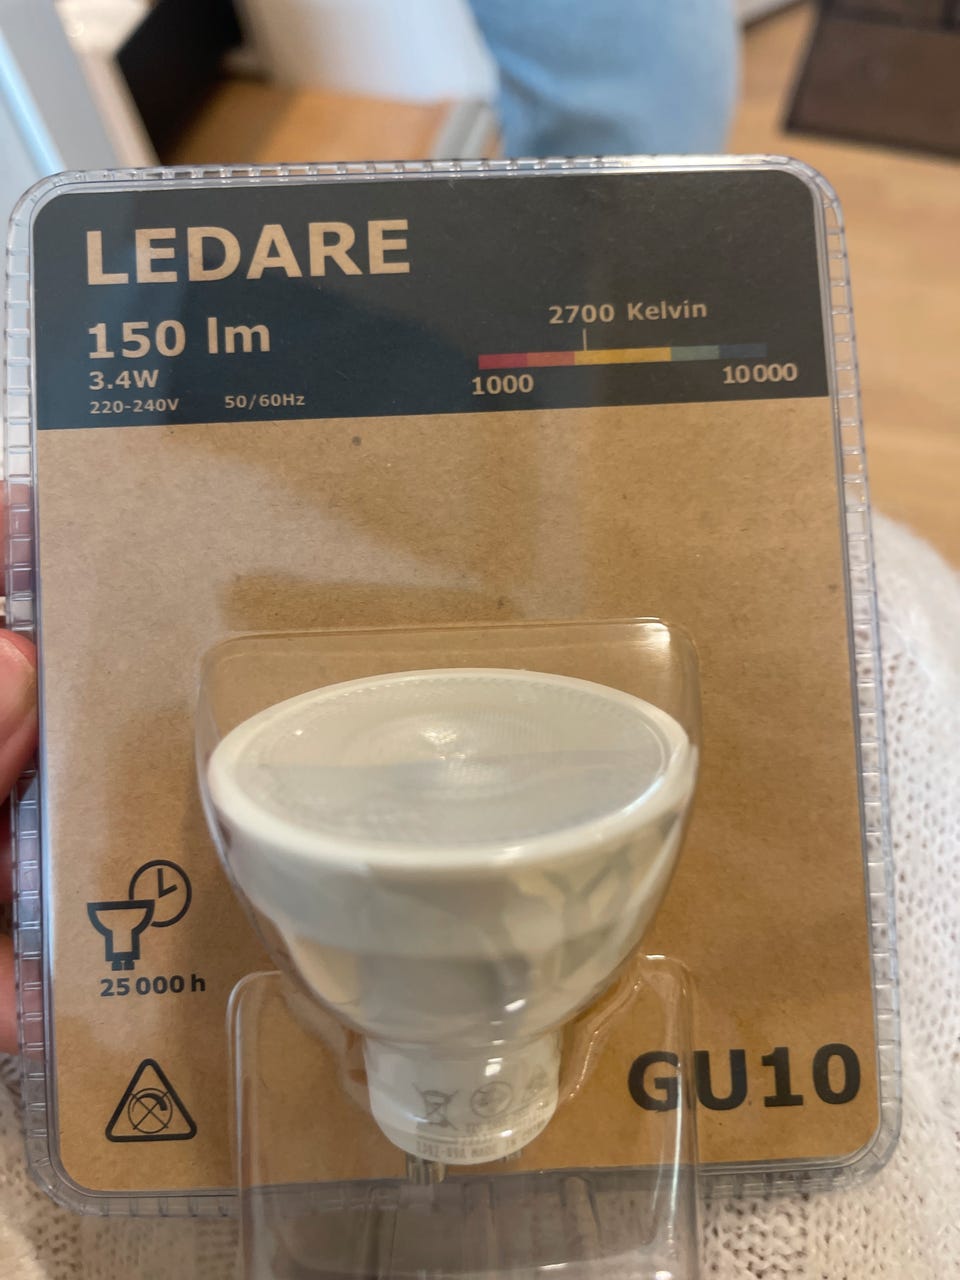 LEDARE
150 lm
3.4W
220-240V 50/60Hz
2700 Kelvin
1000 10000
25000 h
GU10